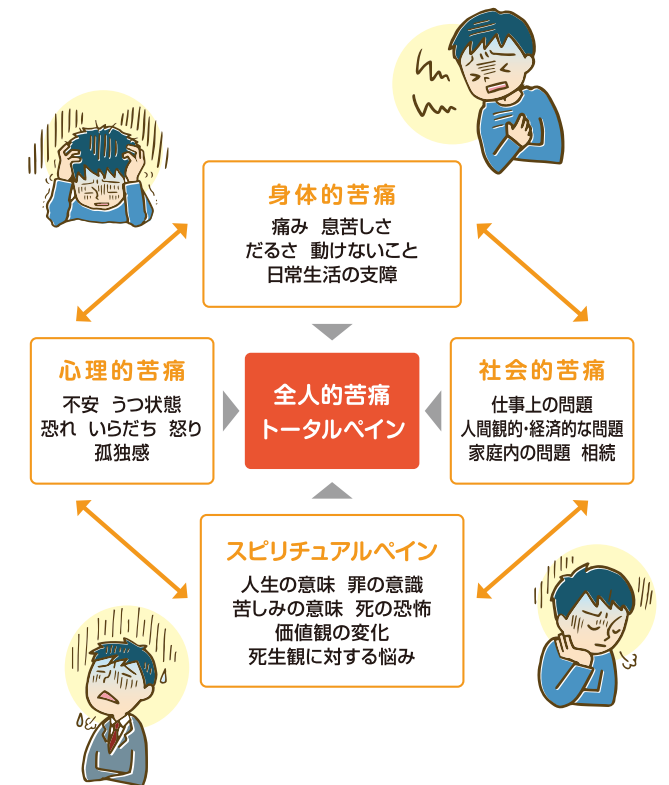 身体的苦痛
痛み 息苦しさ
だるさ 動けないこと
日常生活の支障
心理的苦痛
不安 うつ状態
恐れ いらだち 怒り
孤独感
全人的苦痛
トータルペイン
社会的苦痛
仕事上の問題
人間観的・経済的な問題
家庭内の問題 相続
スピリチュアルペイン
人生の意味 罪の意識
苦しみの意味 死の恐怖
価値観の変化
死生観に対する悩み